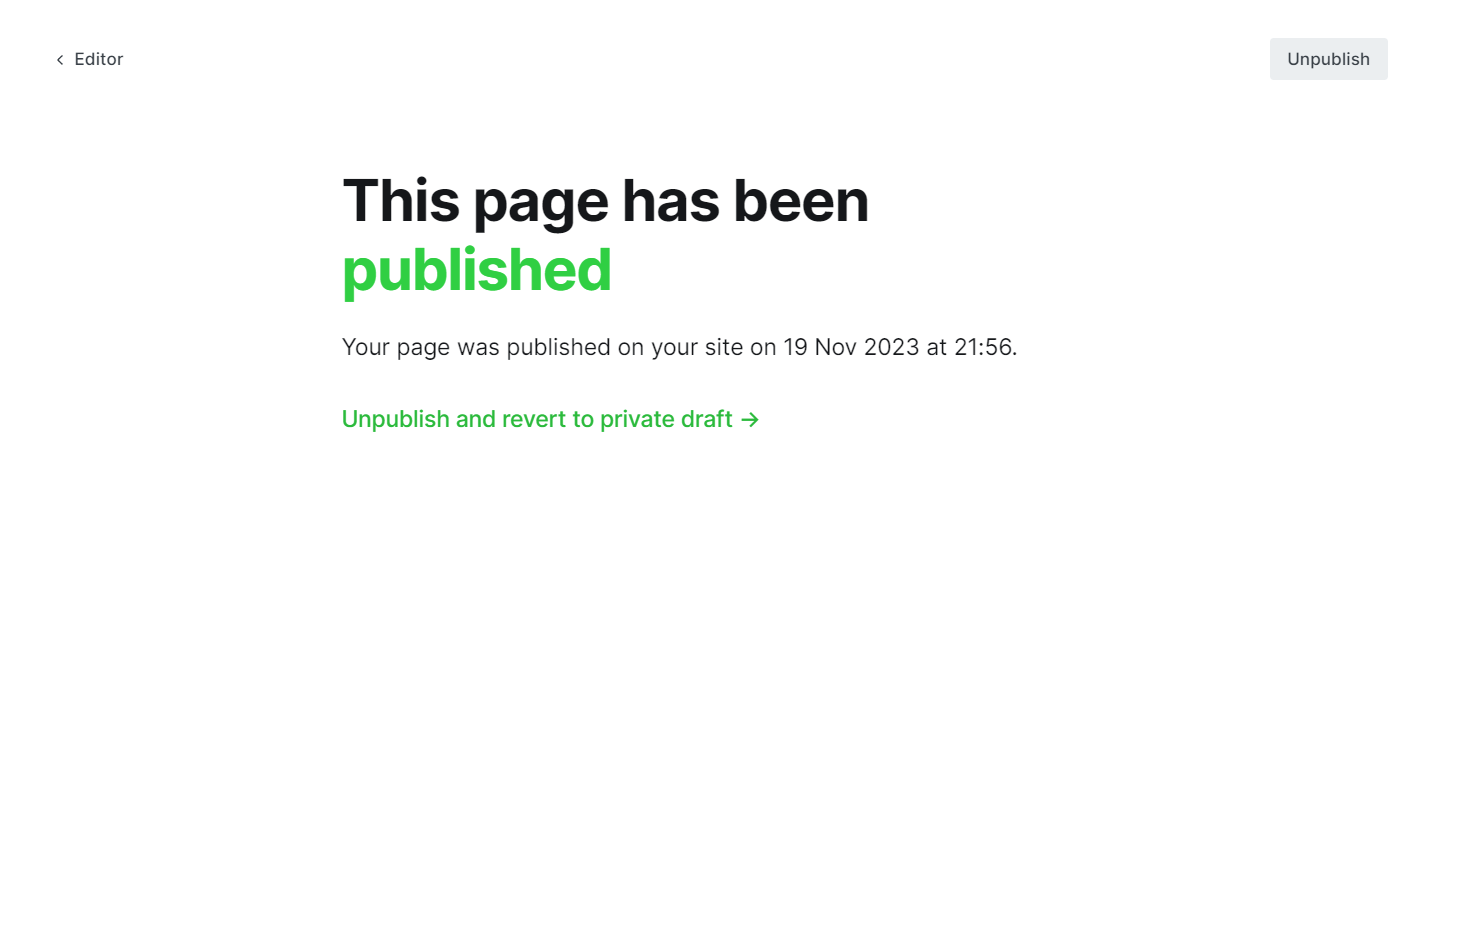 Editor
Unpublish
This page has been
published
Your page was published on your site on 19 Nov 2023 at 21:56.
Unpublish and revert to private draft →